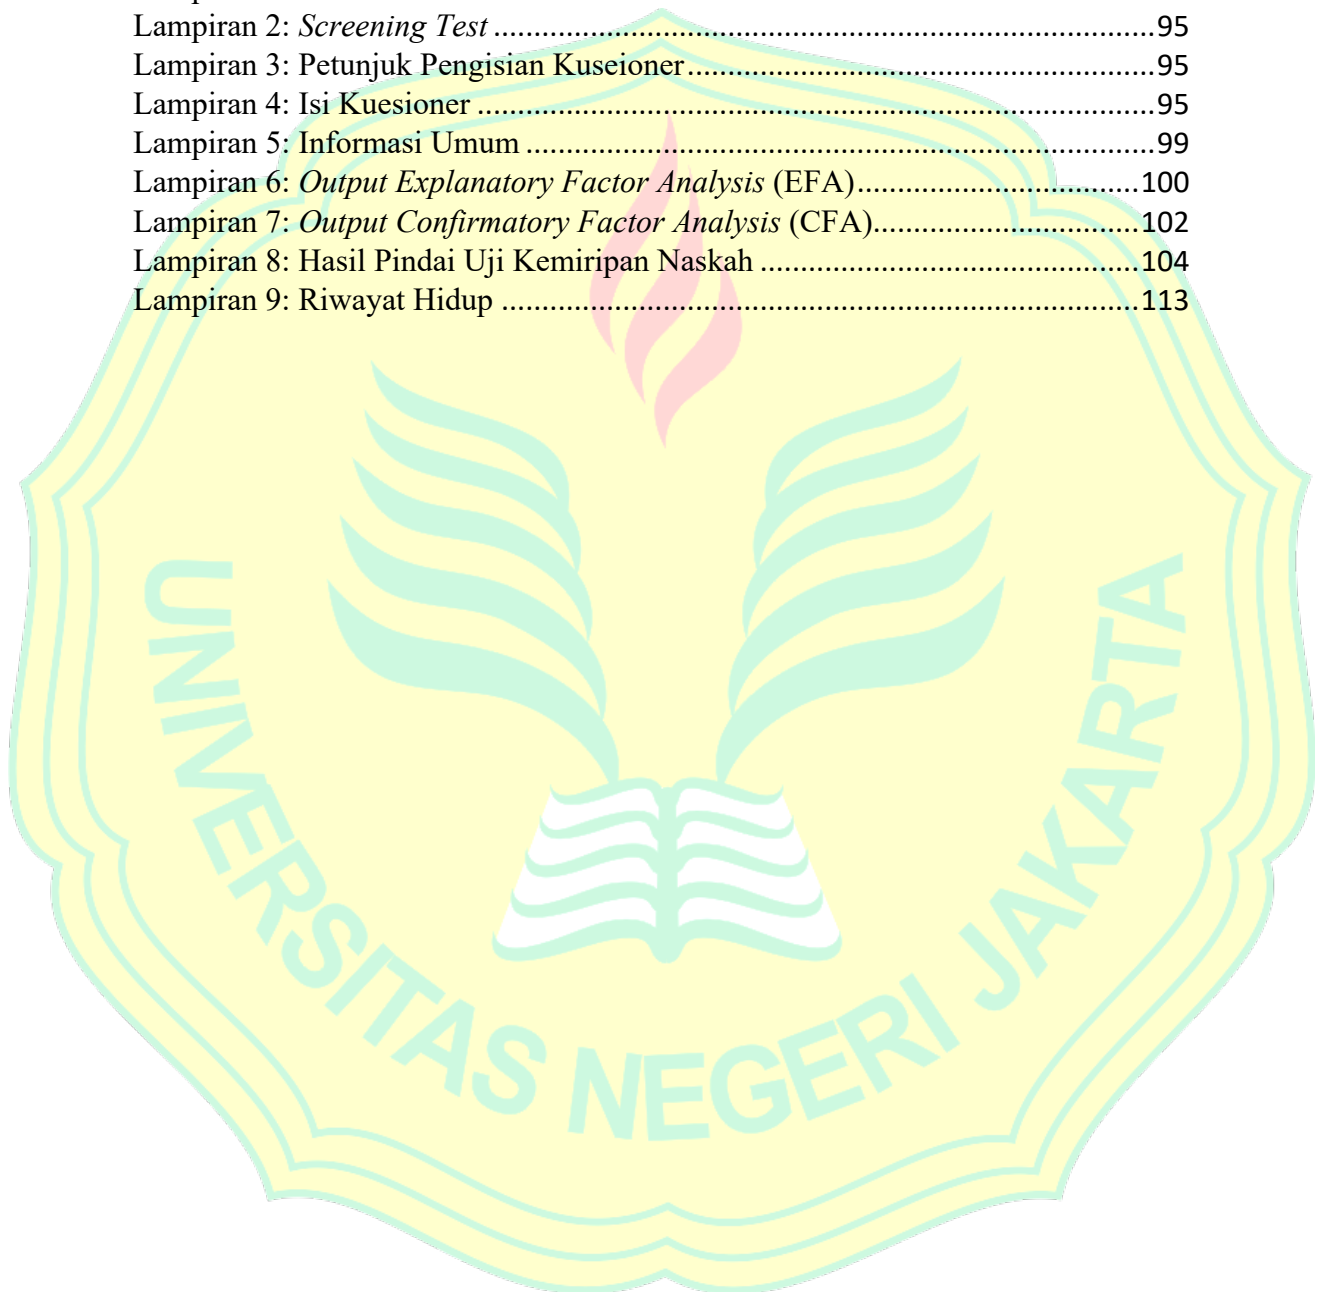 Lampiran 2: Screening Test ..................................................................................95
Lampiran 3: Petunjuk Pengisian Kuseioner..........................................................95
Lampiran 4: Isi Kuesioner ....................................................................................95
Lampiran 5: Informasi Umum ..............................................................................99
Lampiran 6: Output Explanatory Factor Analysis (EFA)...................................100
Lampiran 7: Output Confirmatory Factor Analysis (CFA).................................102
Lampiran 8: Hasil Pindai Uji Kemiripan Naskah ...............................................104
Lampiran 9: Riwayat Hidup ...............................................................................113
UNIVERSITAS NEGERI JAKARTA